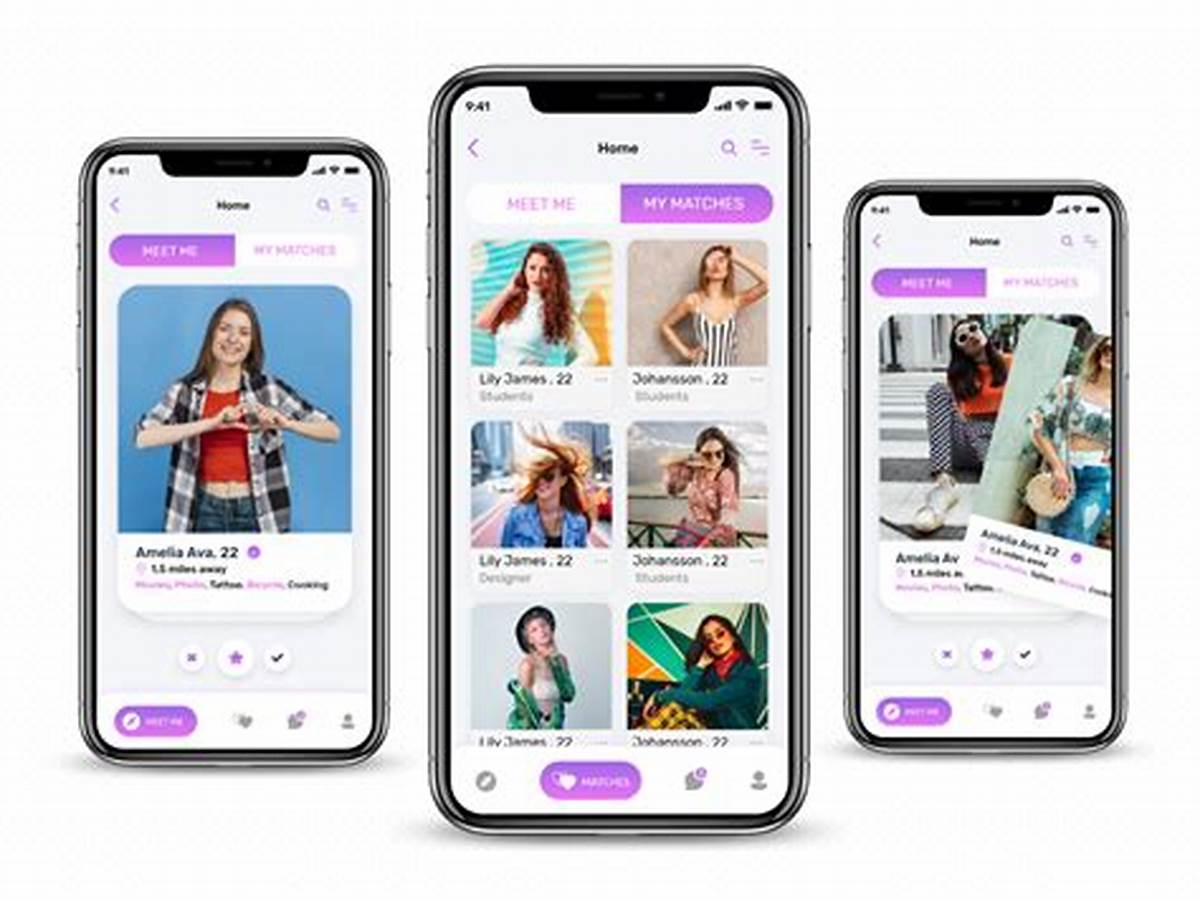 9:41
Home
MEET ME
MY MATCHES
Amelia Ava, 22
1,5 miles away
Movies, Photo, Tattoo, Bicycle, Cooking
MEET ME
9:41
Home
MEET ME
MY MATCHES
Lily James . 22
Students
Johansson . 22
Students
Lily James . 22
Designer
Johansson . 22
Students
Lily James . 22
Johansson . 22
MATCHES
9:41
Home
MEET ME
MY MATCHES
Amelia Av
1,5 miles
Tattoo,
Amelia Ava, 22
1,5 miles away
Movies, Photo, Tattoo, Bicycle,
MEET ME